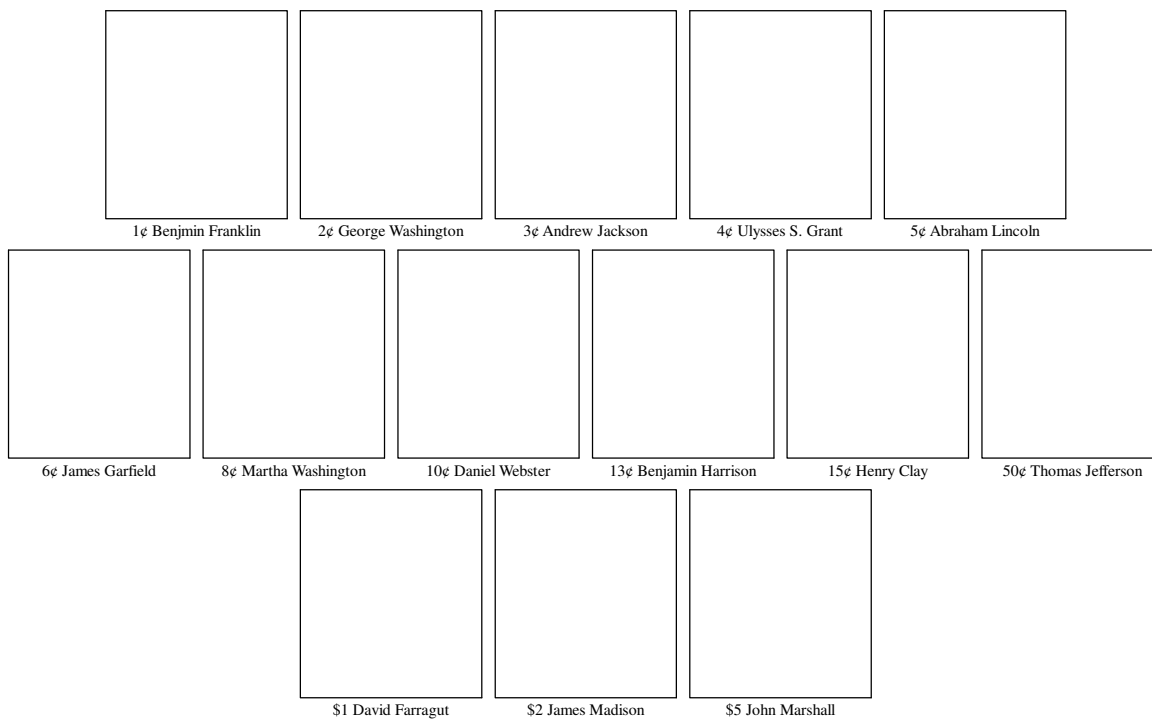 1¢ Benjmin Franklin 2¢ George Washington 3¢ Andrew Jackson 4¢ Ulysses S. Grant 5¢ Abraham Lincoln
6¢ James Garfield 8¢ Martha Washington 10¢ Daniel Webster 13¢ Benjamin Harrison 15¢ Henry Clay 50¢ Thomas Jefferson
$1 David Farragut $2 James Madison $5 John Marshall